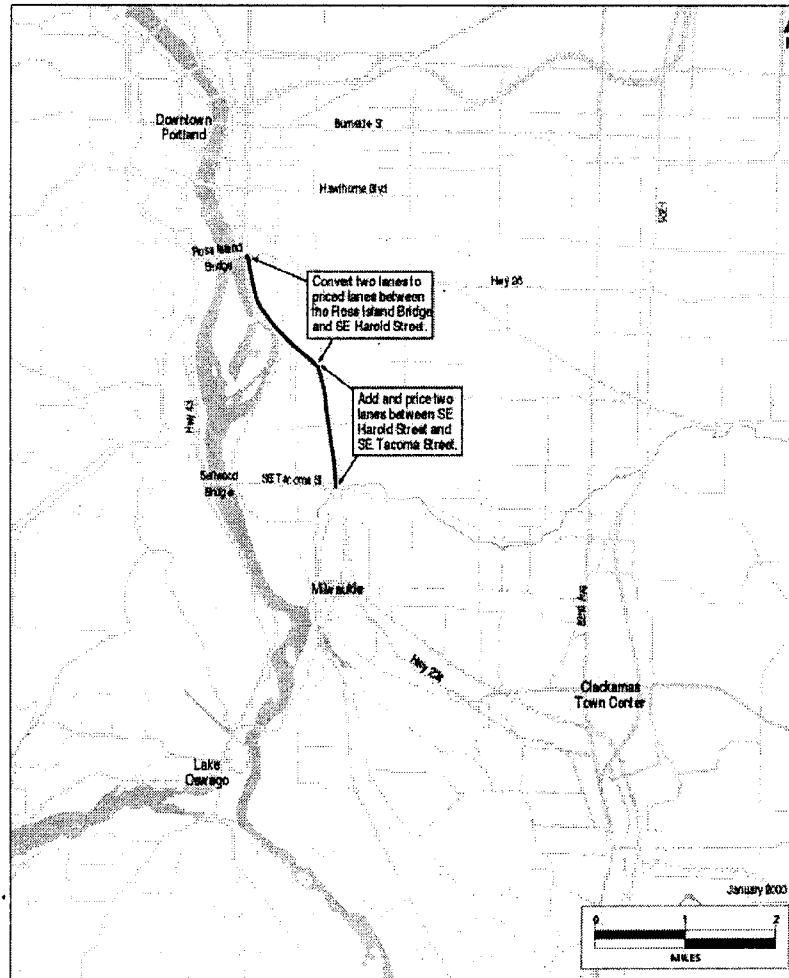 Downtown
Portland
Burnside St
Hawthorne Blvd
I-205
Ross Island
Bridge
Hwy 26
Convert two lanes to
priced lanes between
the Ross Island Bridge
and SE Harold Street.
Add and price two
lanes between SE
Harold Street and
SE Tacoma Street.
Hwy 43
Sellwood
Bridge
SE Tacoma St
Milwaukie
82nd Ave
Hwy 224
Clackamas
Town Center
Lake
Oswego
January 2000
0 1 2
MILES